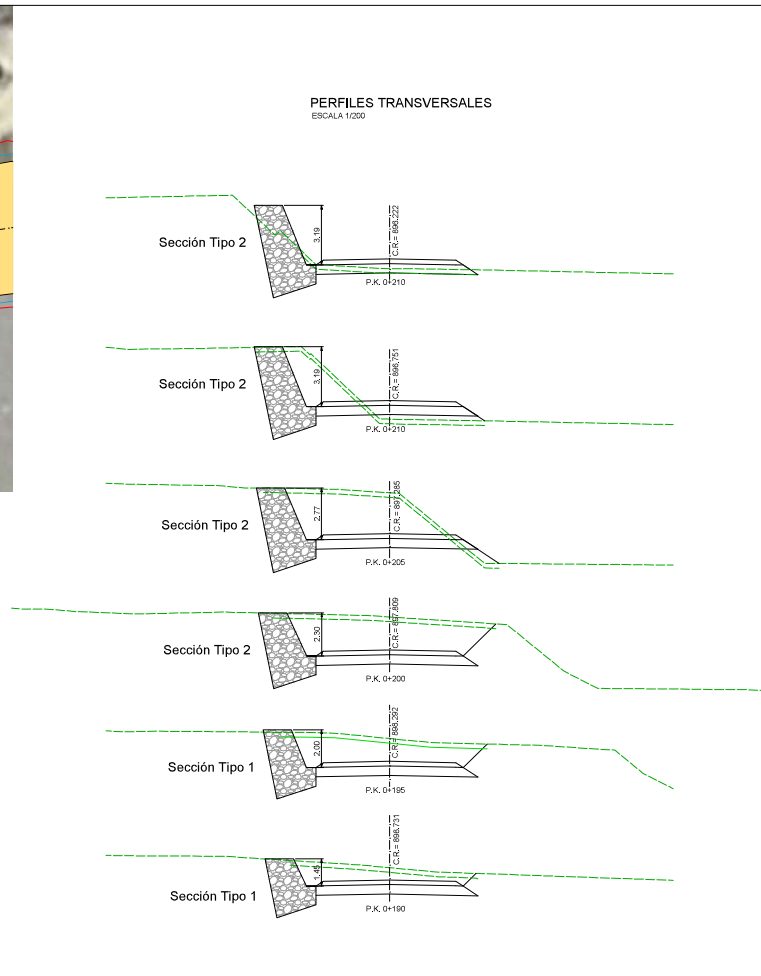 PERFILES TRANSVERSALES
ESCALA 1/200
Sección Tipo 2
3.19
C.R.= 896.222
P.K. 0+210
Sección Tipo 2
3.19
C.R.= 896.751
P.K. 0+210
Sección Tipo 2
2.77
C.R.= 897.285
P.K. 0+205
Sección Tipo 2
2.30
C.R.= 897.809
P.K. 0+200
Sección Tipo 1
2.00
C.R.= 898.292
P.K. 0+195
Sección Tipo 1
1.45
C.R.= 898.731
P.K. 0+190